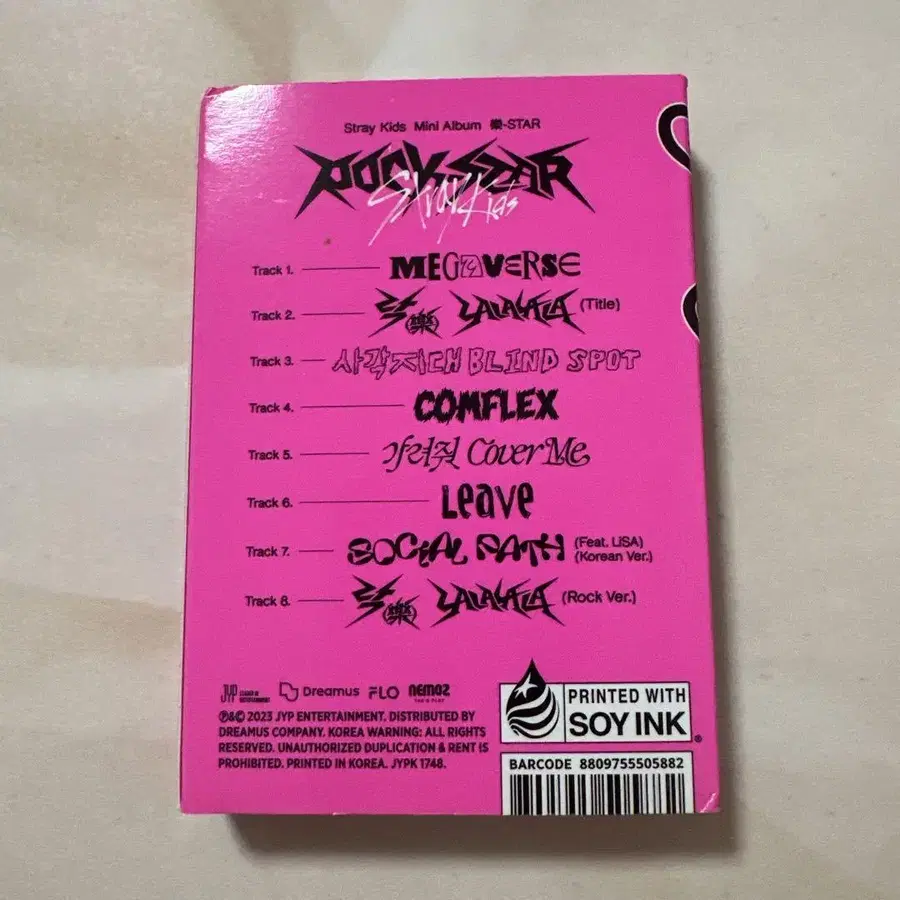 Stray Kids Mini Album 樂-STAR
ROCK-STAR
Stray Kids
Track 1. MEGAVERSE
Track 2. 락 (樂) LALALALA (Title)
Track 3. 사각지대 BLIND SPOT
Track 4. COMFLEX
Track 5. 가려줘 Cover Me
Track 6. Leave
Track 7. SOCIAL PATH (Feat. LiSA)
(Korean Ver.)
Track 8. 락 (樂) LALALALA (Rock Ver.)
JYP LEADER IN ENTERTAINMENT Dreamus FLO NEMOZ
℗&© 2023 JYP ENTERTAINMENT. DISTRIBUTED BY
DREAMUS COMPANY. KOREA WARNING: ALL RIGHTS
RESERVED. UNAUTHORIZED DUPLICATION & RENT IS
PROHIBITED. PRINTED IN KOREA. JYPK 1748.
PRINTED WITH
SOY INK
®
BARCODE 8809755505882